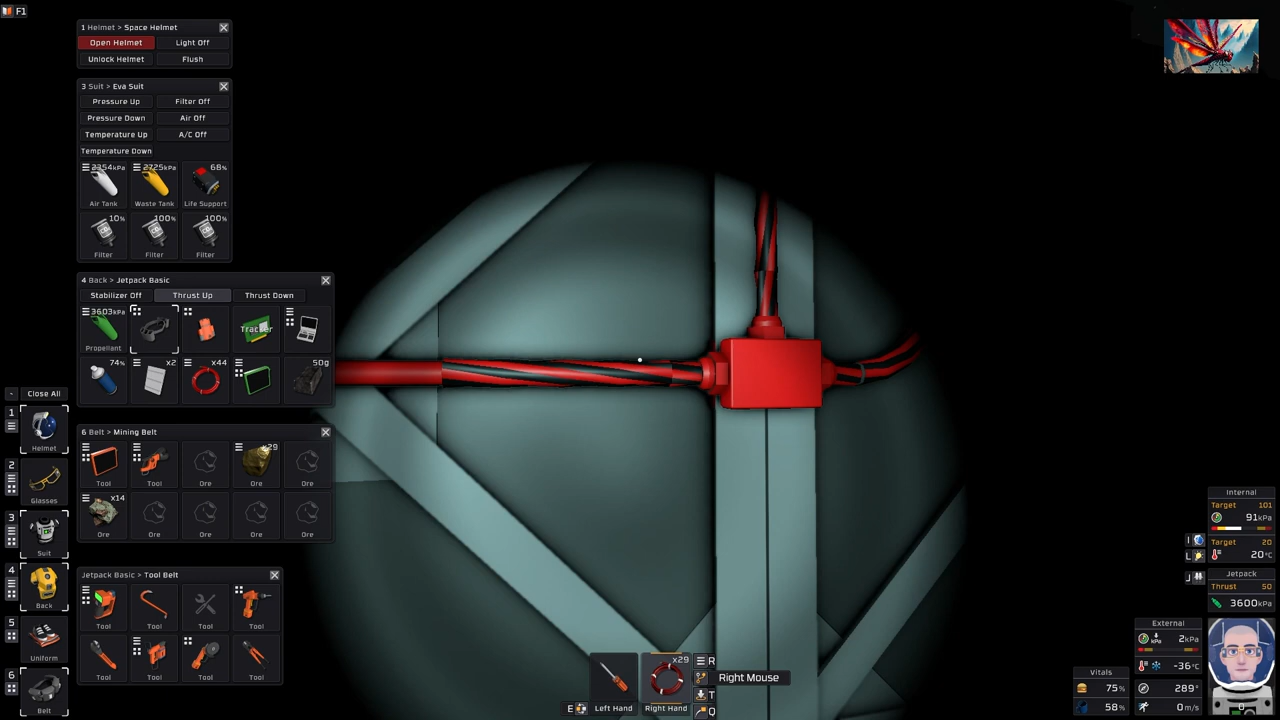 F1
1 Helmet > Space Helmet
Open Helmet Light Off
Unlock Helmet Flush
3 Suit > Eva Suit
Pressure Up Filter Off
Pressure Down Air Off
Temperature Up A/C Off
Temperature Down
2354kPa 2725kPa 68%
Air Tank Waste Tank Life Support
10% 100% 100%
Filter Filter Filter
4 Back > Jetpack Basic
Stabilizer Off Thrust Up Thrust Down
3603kPa
Tracker
Propellant
74% x2 x44 50g
- Close All
1
Helmet
2
Glasses
3
Suit
4
Back
5
Uniform
6
Belt
6 Belt > Mining Belt
x29
Tool Tool Ore Ore Ore
x14
Ore Ore Ore Ore Ore
Jetpack Basic > Tool Belt
Tool Tool Tool Tool
Tool Tool Tool Tool
x29
E Left Hand Right Hand
R
Right Mouse
T
Q
Internal
Target 101
91kPa
Target 20
20°C
I
L
J
Jetpack
Thrust 50
3600kPa
External
kPa 2kPa
-36°C
Vitals
75% 289°
58% 0m/s
0